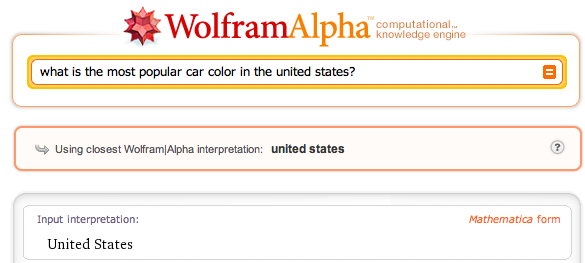 WolframAlpha™ computational...
knowledge engine
what is the most popular car color in the united states?
Using closest Wolfram|Alpha interpretation: united states
?
Input interpretation:
Mathematica form
United States